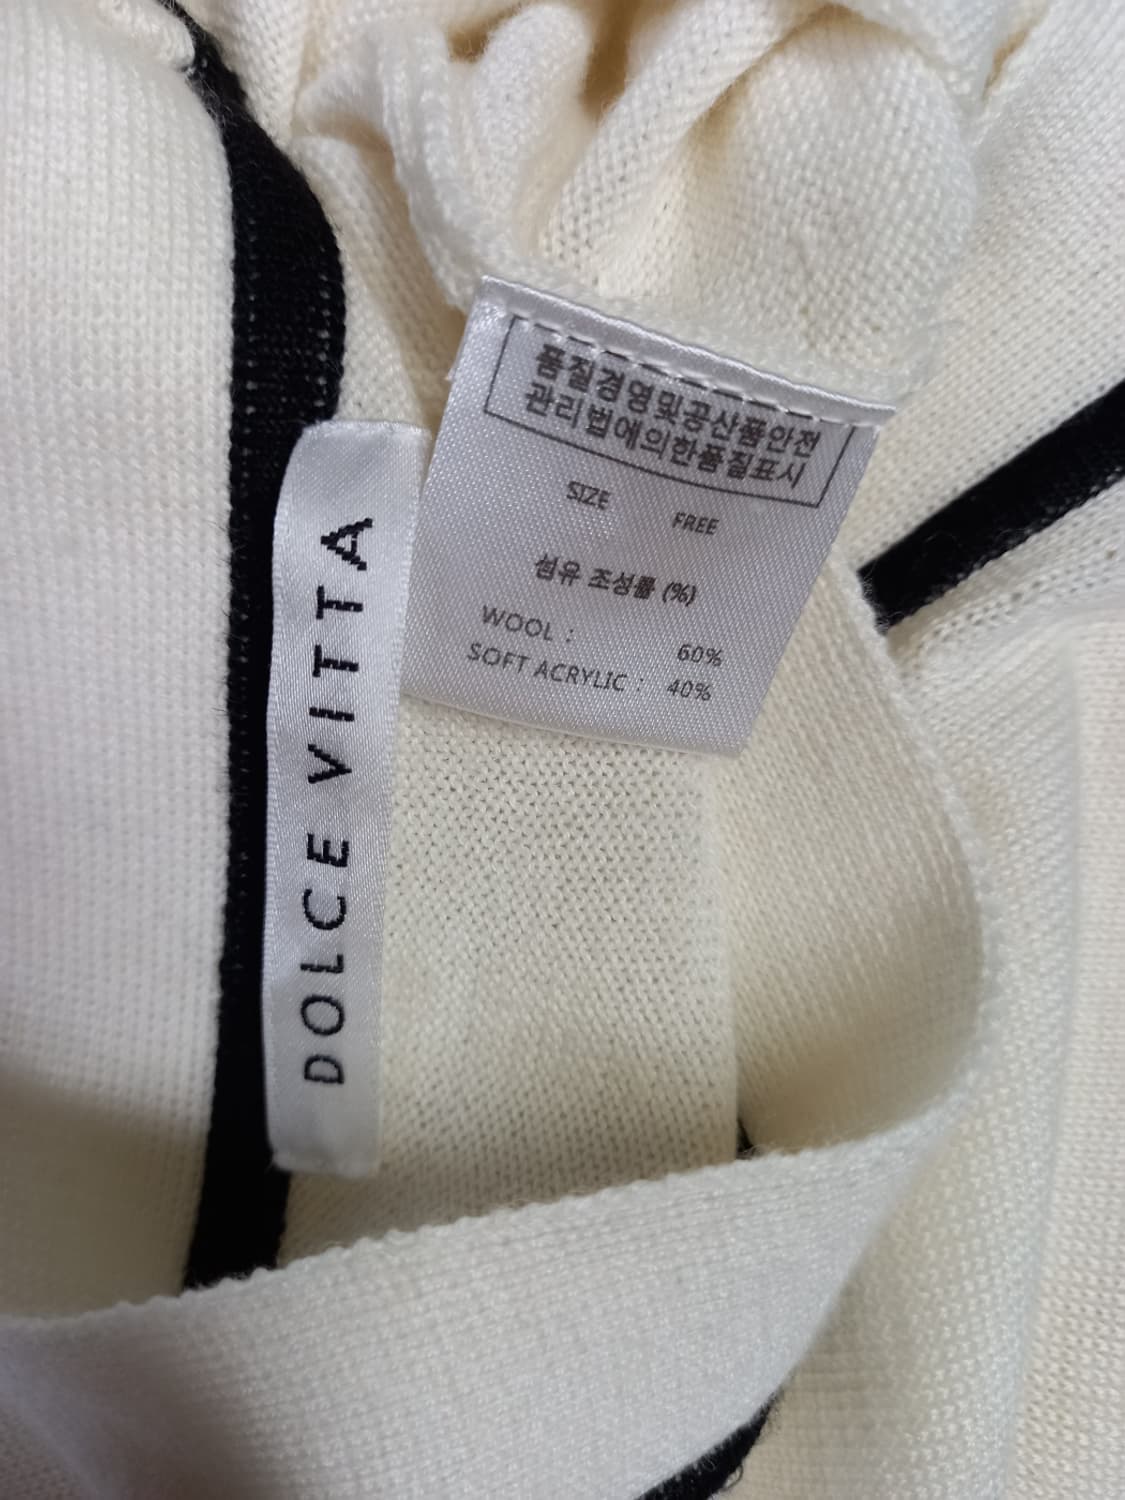 품질경영및공산품안전
관리법에의한품질표시
SIZE FREE
섬유 조성률 (%)
WOOL : 60%
SOFT ACRYLIC : 40%
DOLCE VITTA